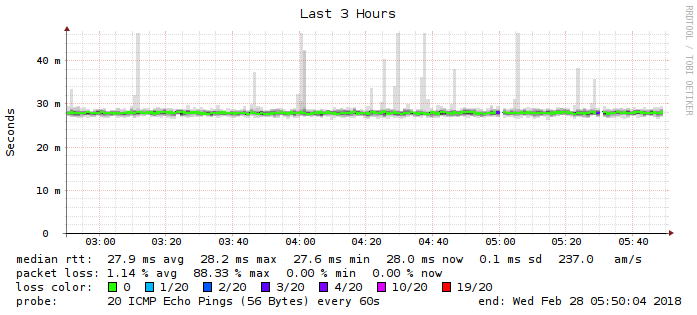 Last 3 Hours
RRDTOOL / TOBI OETIKER
Seconds
40 m
30 m
20 m
10 m
0
03:00 03:20 03:40 04:00 04:20 04:40 05:00 05:20 05:40
median rtt: 27.9 ms avg 28.2 ms max 27.6 ms min 28.0 ms now 0.1 ms sd 237.0 am/s
packet loss: 1.14 % avg 88.33 % max 0.00 % min 0.00 % now
loss color: 0 1/20 2/20 3/20 4/20 10/20 19/20
probe: 20 ICMP Echo Pings (56 Bytes) every 60s end: Wed Feb 28 05:50:04 2018